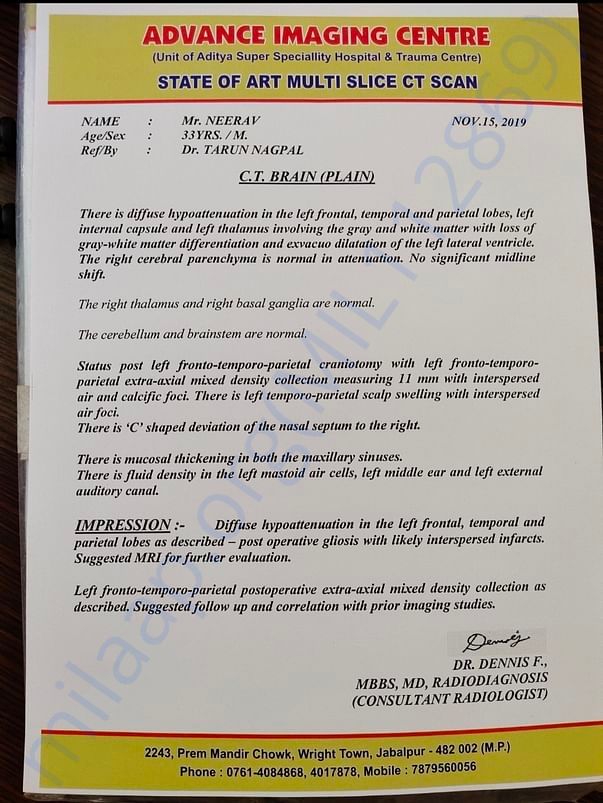 ADVANCE IMAGING CENTRE
(Unit of Aditya Super Speciallity Hospital & Trauma Centre)
STATE OF ART MULTI SLICE CT SCAN
NAME : Mr. NEERAV NOV.15, 2019
Age/Sex : 33YRS. / M.
Ref/By : Dr. TARUN NAGPAL
C.T. BRAIN (PLAIN)
There is diffuse hypoattenuation in the left frontal, temporal and parietal lobes, left
internal capsule and left thalamus involving the gray and white matter with loss of
gray-white matter differentiation and exvacuo dilatation of the left lateral ventricle.
The right cerebral parenchyma is normal in attenuation. No significant midline
shift.
The right thalamus and right basal ganglia are normal.
The cerebellum and brainstem are normal.
Status post left fronto-temporo-parietal craniotomy with left fronto-temporo-
parietal extra-axial mixed density collection measuring 11 mm with interspersed
air and calcific foci. There is left temporo-parietal scalp swelling with interspersed
air foci.
There is ‘C’ shaped deviation of the nasal septum to the right.
There is mucosal thickening in both the maxillary sinuses.
There is fluid density in the left mastoid air cells, left middle ear and left external
auditory canal.
IMPRESSION :- Diffuse hypoattenuation in the left frontal, temporal and
parietal lobes as described – post operative gliosis with likely interspersed infarcts.
Suggested MRI for further evaluation.
Left fronto-temporo-parietal postoperative extra-axial mixed density collection as
described. Suggested follow up and correlation with prior imaging studies.
DR. DENNIS F.,
MBBS, MD, RADIODIAGNOSIS
(CONSULTANT RADIOLOGIST)
2243, Prem Mandir Chowk, Wright Town, Jabalpur - 482 002 (M.P.)
Phone : 0761-4084868, 4017878, Mobile : 7879560056